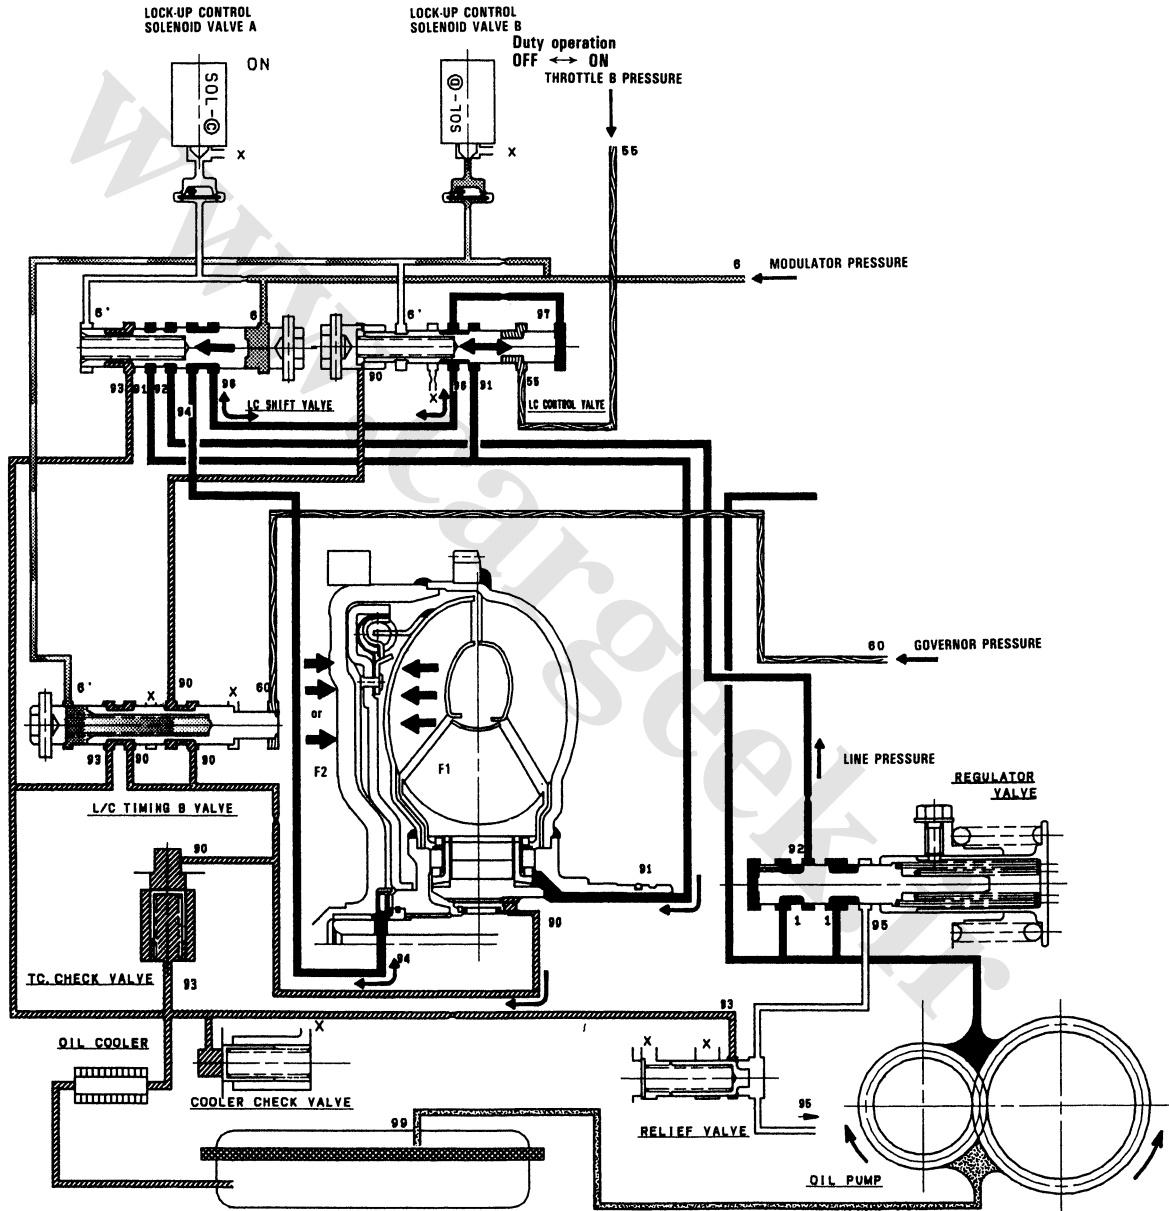 LOCK-UP CONTROL
SOLENOID VALVE A
LOCK-UP CONTROL
SOLENOID VALVE B
Duty operation
OFF ↔ ON
THROTTLE B PRESSURE
ON
SOL-Ⓒ
SOL-Ⓓ
X
X
55
6 MODULATOR PRESSURE
6'
6
6'
97
93
91
92
94
96
90
X
96
91
55
LC SHIFT VALVE
LC CONTROL VALVE
60 GOVERNOR PRESSURE
6'
X
90
X
60
93
90
90
L/C TIMING B VALVE
or
F2
F1
LINE PRESSURE
REGULATOR
VALVE
92
1
1
95
91
90
94
90
T.C. CHECK VALVE
93
93
OIL COOLER
X
COOLER CHECK VALVE
X
X
RELIEF VALVE
95
99
OIL PUMP
www.cargeek.ir